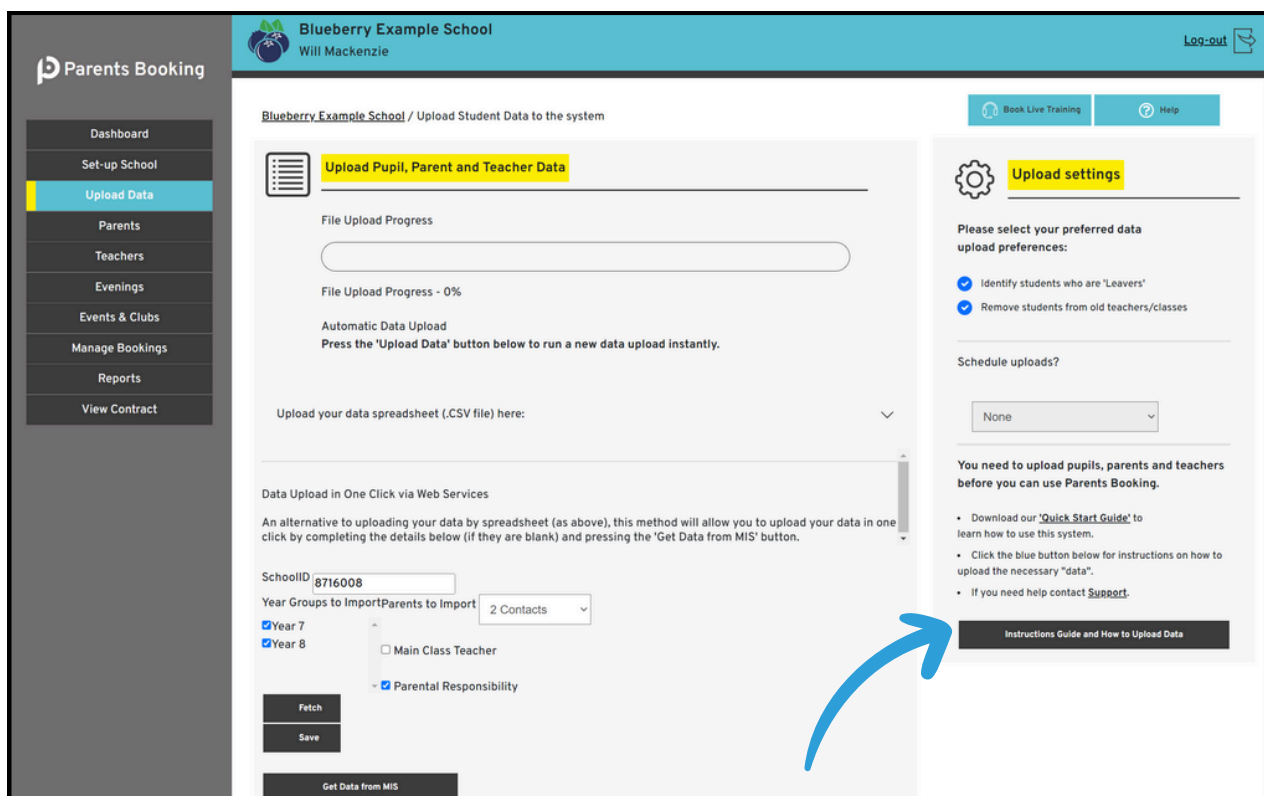 Blueberry Example School
Will Mackenzie
Log-out
Parents Booking
Dashboard
Set-up School
Upload Data
Parents
Teachers
Evenings
Events & Clubs
Manage Bookings
Reports
View Contract
Blueberry Example School / Upload Student Data to the system
Book Live Training
Help
Upload Pupil, Parent and Teacher Data
File Upload Progress
File Upload Progress - 0%
Automatic Data Upload
Press the 'Upload Data' button below to run a new data upload instantly.
Upload your data spreadsheet (.CSV file) here:
Data Upload in One Click via Web Services
An alternative to uploading your data by spreadsheet (as above), this method will allow you to upload your data in one
click by completing the details below (if they are blank) and pressing the 'Get Data from MIS' button.
SchoolID 8716008
Year Groups to Import Parents to Import 2 Contacts
Year 7
Year 8
Main Class Teacher
Parental Responsibility
Fetch
Save
Get Data from MIS
Upload settings
Please select your preferred data
upload preferences:
Identify students who are 'Leavers'
Remove students from old teachers/classes
Schedule uploads?
None
You need to upload pupils, parents and teachers
before you can use Parents Booking.
• Download our 'Quick Start Guide' to
learn how to use this system.
• Click the blue button below for instructions on how to
upload the necessary "data".
• If you need help contact Support.
Instructions Guide and How to Upload Data